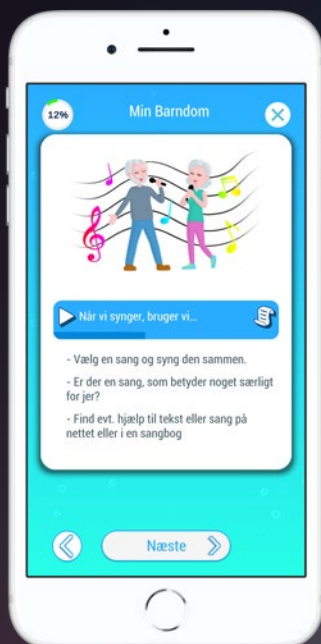 12%
Min Barndom
Når vi synger, bruger vi...
- Vælg en sang og syng den sammen.
- Er der en sang, som betyder noget særligt
for jer?
- Find evt. hjælp til tekst eller sang på
nettet eller i en sangbog
Næste